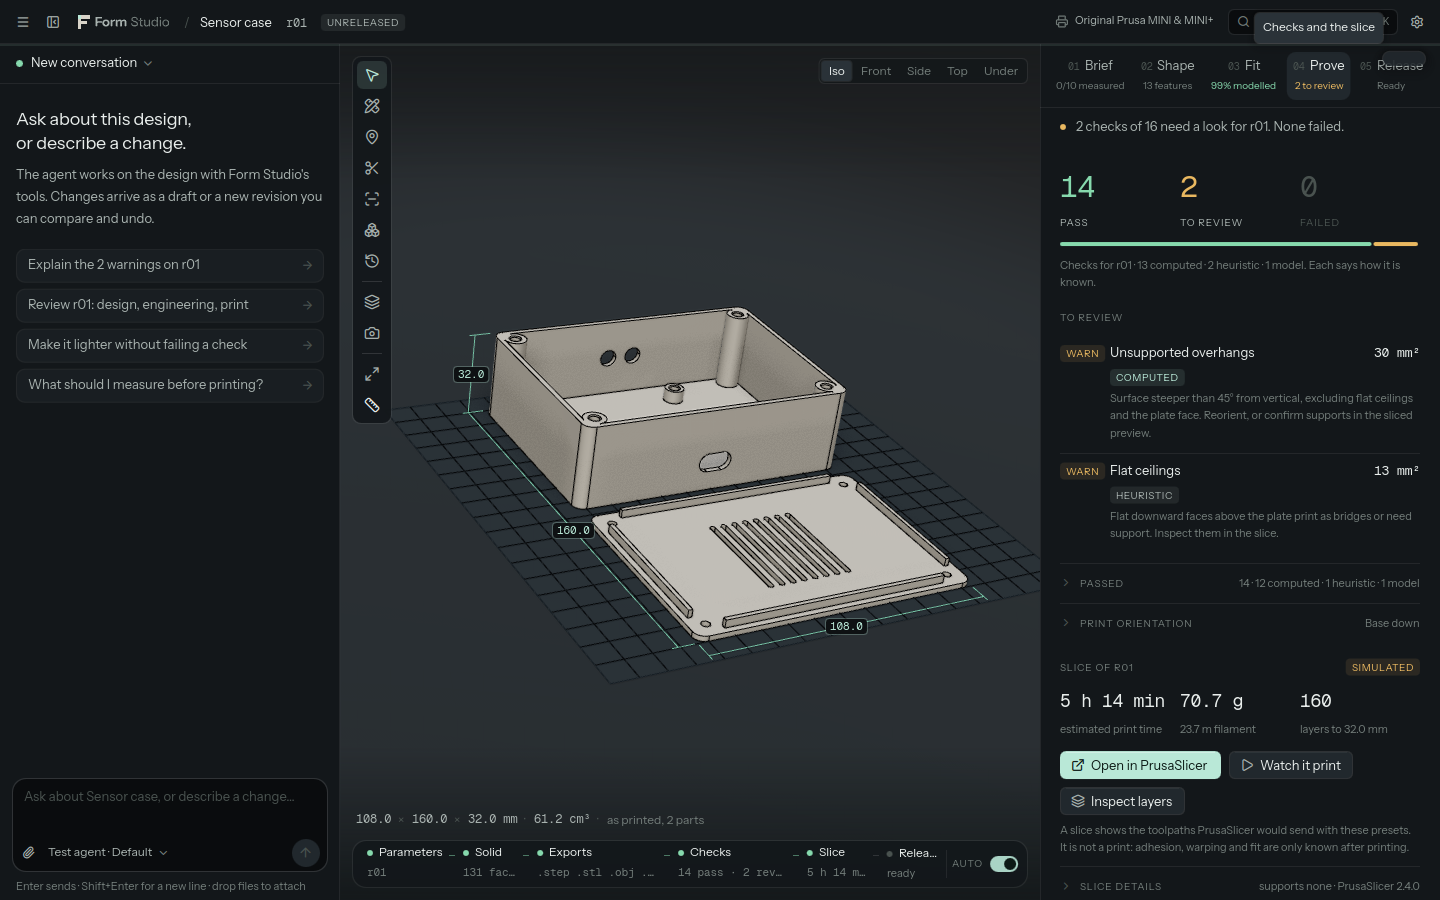 Form Studio / Sensor case r01 UNRELEASED
Original Prusa MINI & MINI+
K
Checks and the slice
New conversation
Ask about this design,
or describe a change.
The agent works on the design with Form Studio's
tools. Changes arrive as a draft or a new revision you
can compare and undo.
Explain the 2 warnings on r01
Review r01: design, engineering, print
Make it lighter without failing a check
What should I measure before printing?
Ask about Sensor case, or describe a change...
Test agent · Default
Enter sends · Shift+Enter for a new line · drop files to attach
Iso Front Side Top Under
32.0
160.0
108.0
108.0 × 160.0 × 32.0 mm · 61.2 cm³ · as printed, 2 parts
Parameters
r01
Solid
131 fac…
Exports
.step .stl .obj ..…
Checks
14 pass · 2 rev…
Slice
5 h 14 m…
Relea…
ready
AUTO
01 Brief
0/10 measured
02 Shape
13 features
03 Fit
99% modelled
04 Prove
2 to review
05 Release
Ready
2 checks of 16 need a look for r01. None failed.
14
PASS
2
TO REVIEW
0
FAILED
Checks for r01 · 13 computed · 2 heuristic · 1 model. Each says how it is
known.
TO REVIEW
WARN Unsupported overhangs 30 mm²
COMPUTED
Surface steeper than 45° from vertical, excluding flat ceilings
and the plate face. Reorient, or confirm supports in the sliced
preview.
WARN Flat ceilings 13 mm²
HEURISTIC
Flat downward faces above the plate print as bridges or need
support. Inspect them in the slice.
PASSED 14 · 12 computed · 1 heuristic · 1 model
PRINT ORIENTATION Base down
SLICE OF R01 SIMULATED
5 h 14 min
estimated print time
70.7 g
23.7 m filament
160
layers to 32.0 mm
Open in PrusaSlicer
Watch it print
Inspect layers
A slice shows the toolpaths PrusaSlicer would send with these presets.
It is not a print: adhesion, warping and fit are only known after printing.
SLICE DETAILS supports none · PrusaSlicer 2.4.0